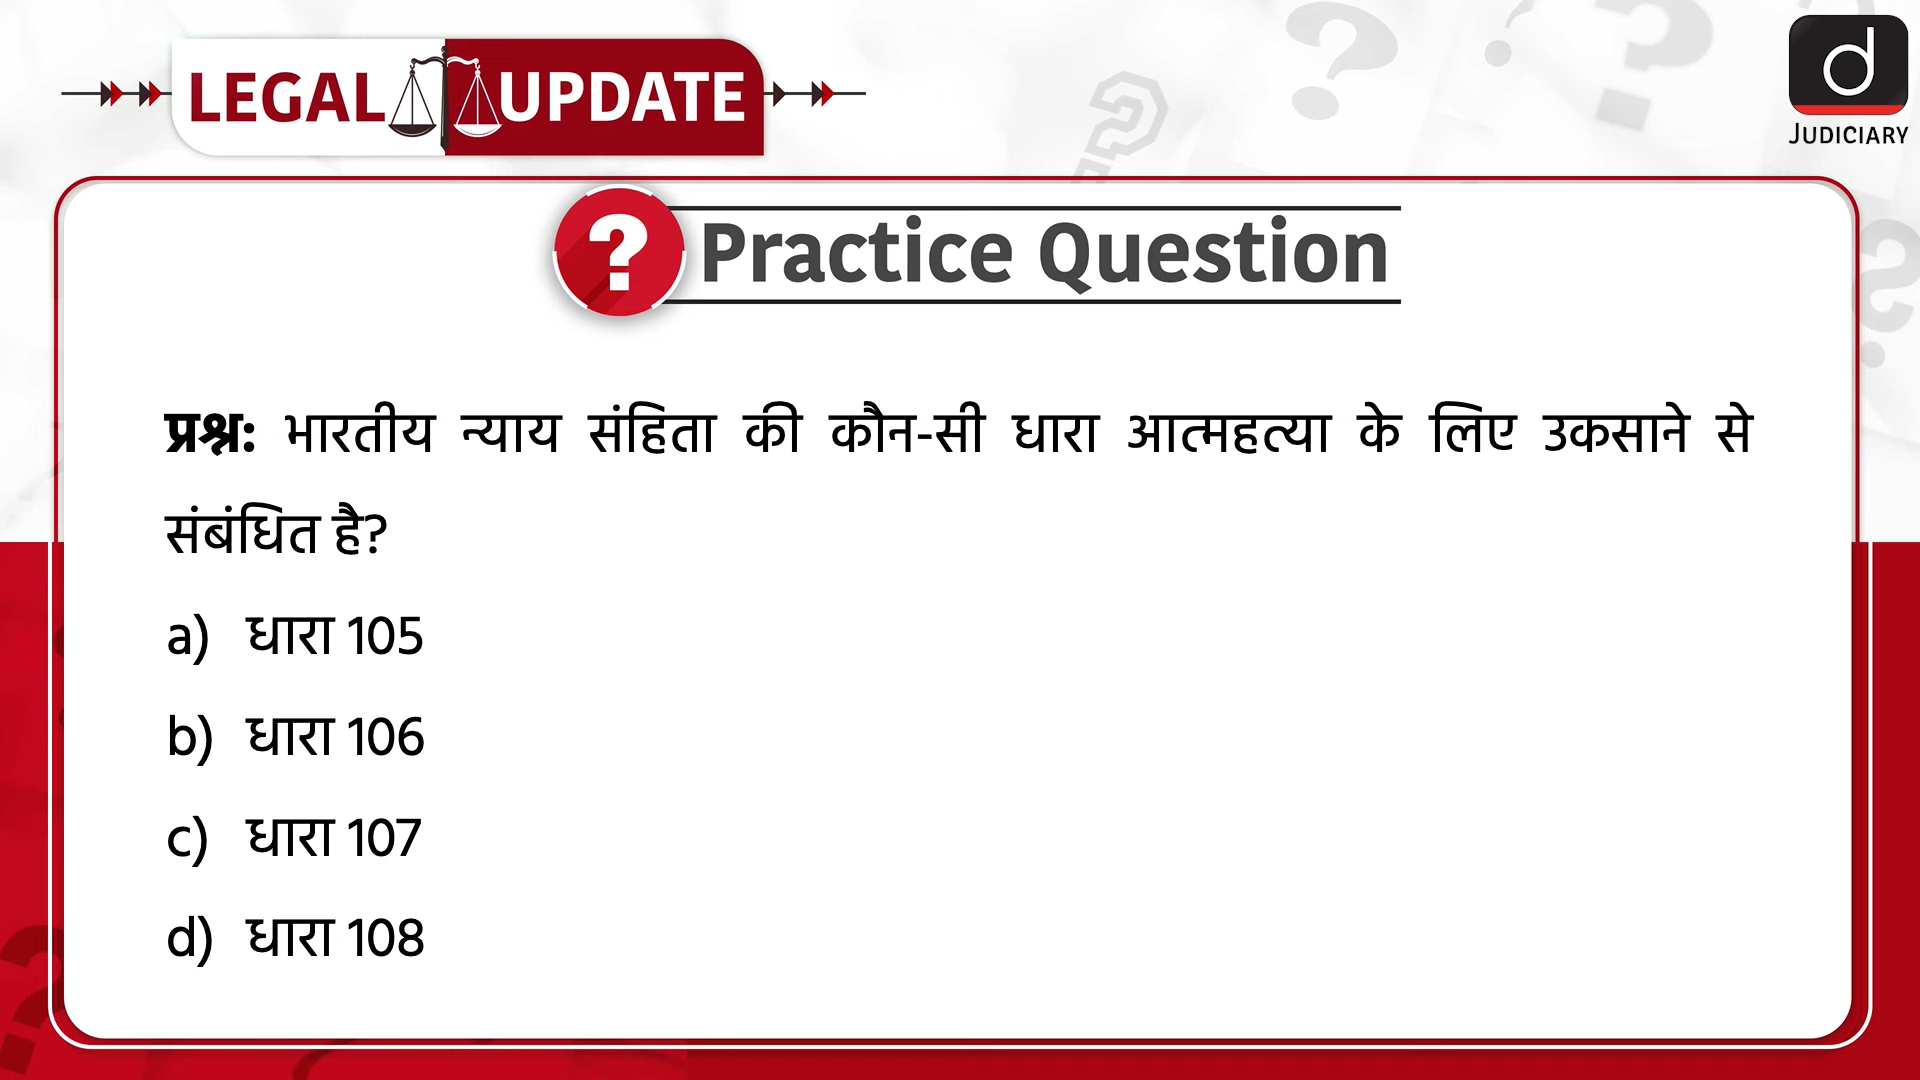 LEGAL UPDATE
d
JUDICIARY
? Practice Question
प्रश्न: भारतीय न्याय संहिता की कौन-सी धारा आत्महत्या के लिए उकसाने से
संबंधित है?
a) धारा 105
b) धारा 106
c) धारा 107
d) धारा 108